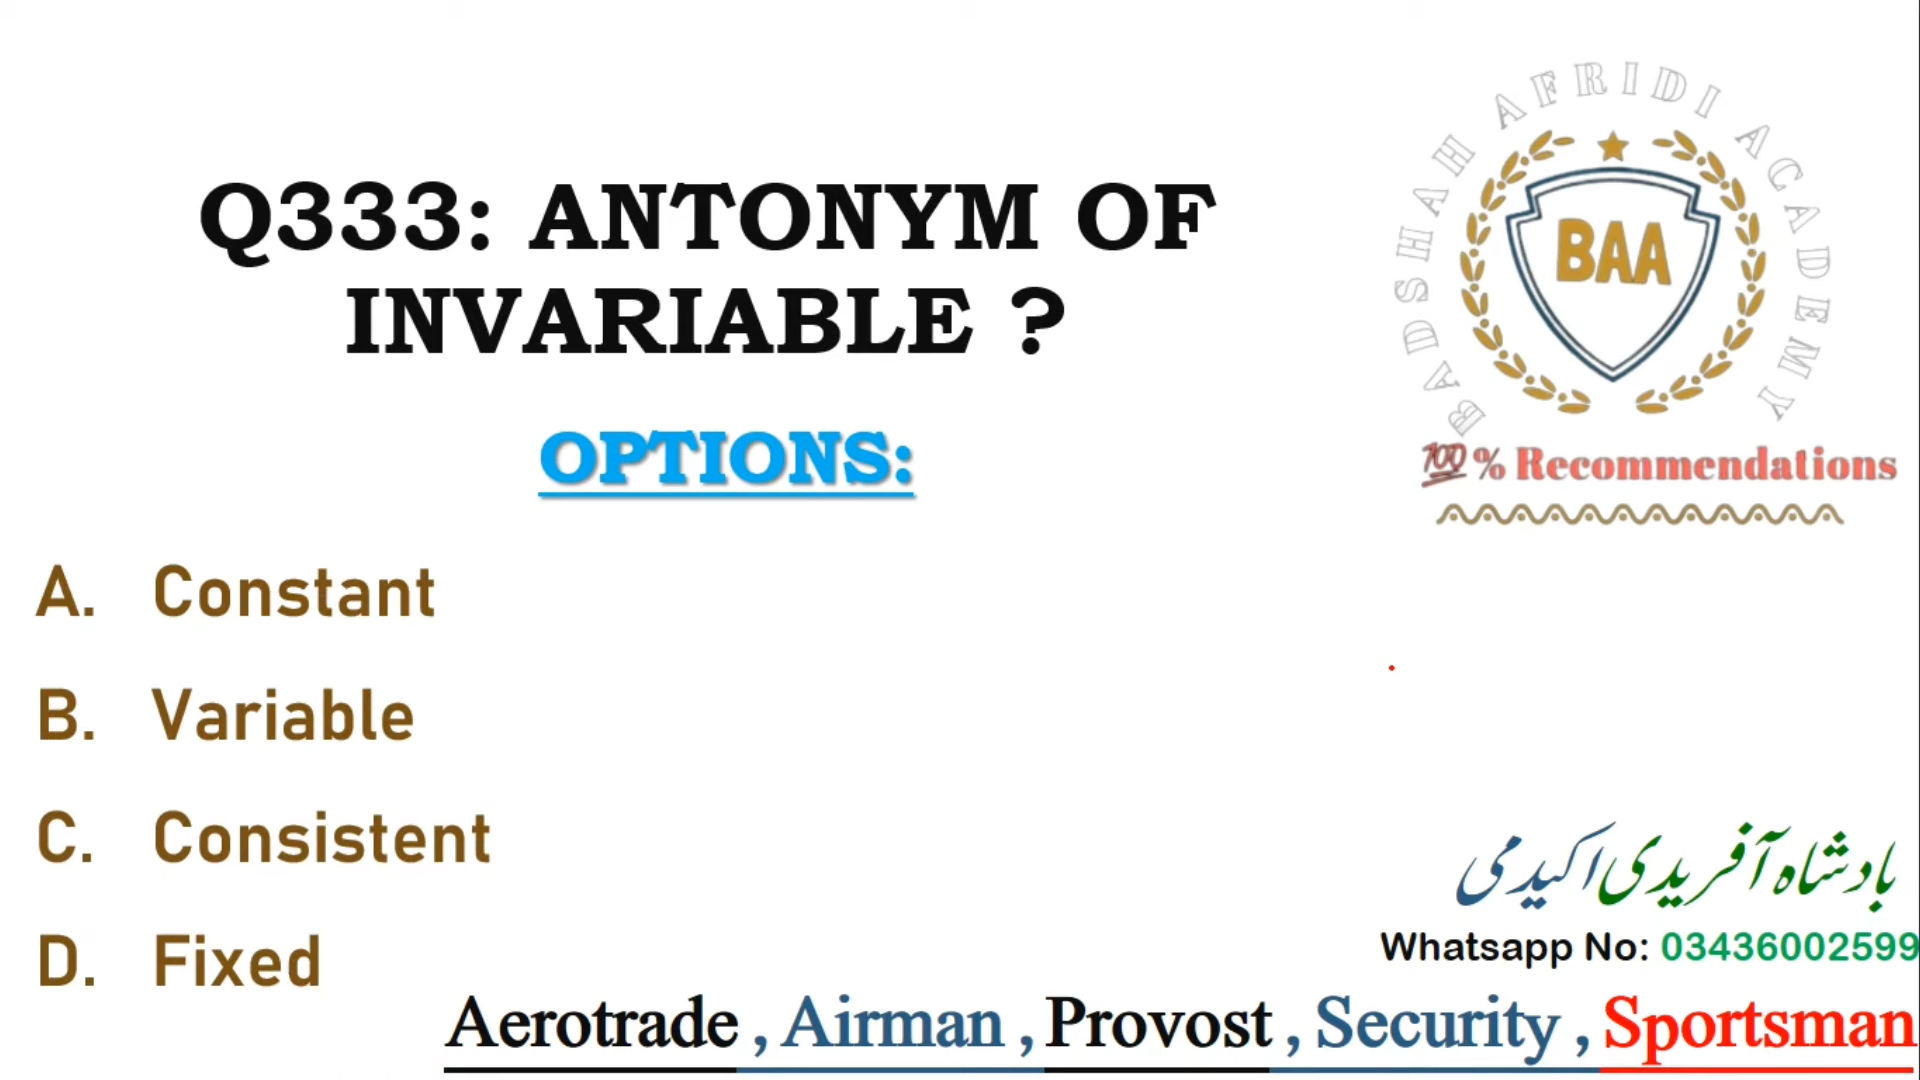 Q333: ANTONYM OF
INVARIABLE ?
OPTIONS:
A. Constant
B. Variable
C. Consistent
D. Fixed
BADSHAH AFRIDI ACADEMY
BAA
💯% Recommendations
بادشاہ آفریدی اکیڈمی
Whatsapp No: 03436002599
Aerotrade , Airman , Provost , Security , Sportsman